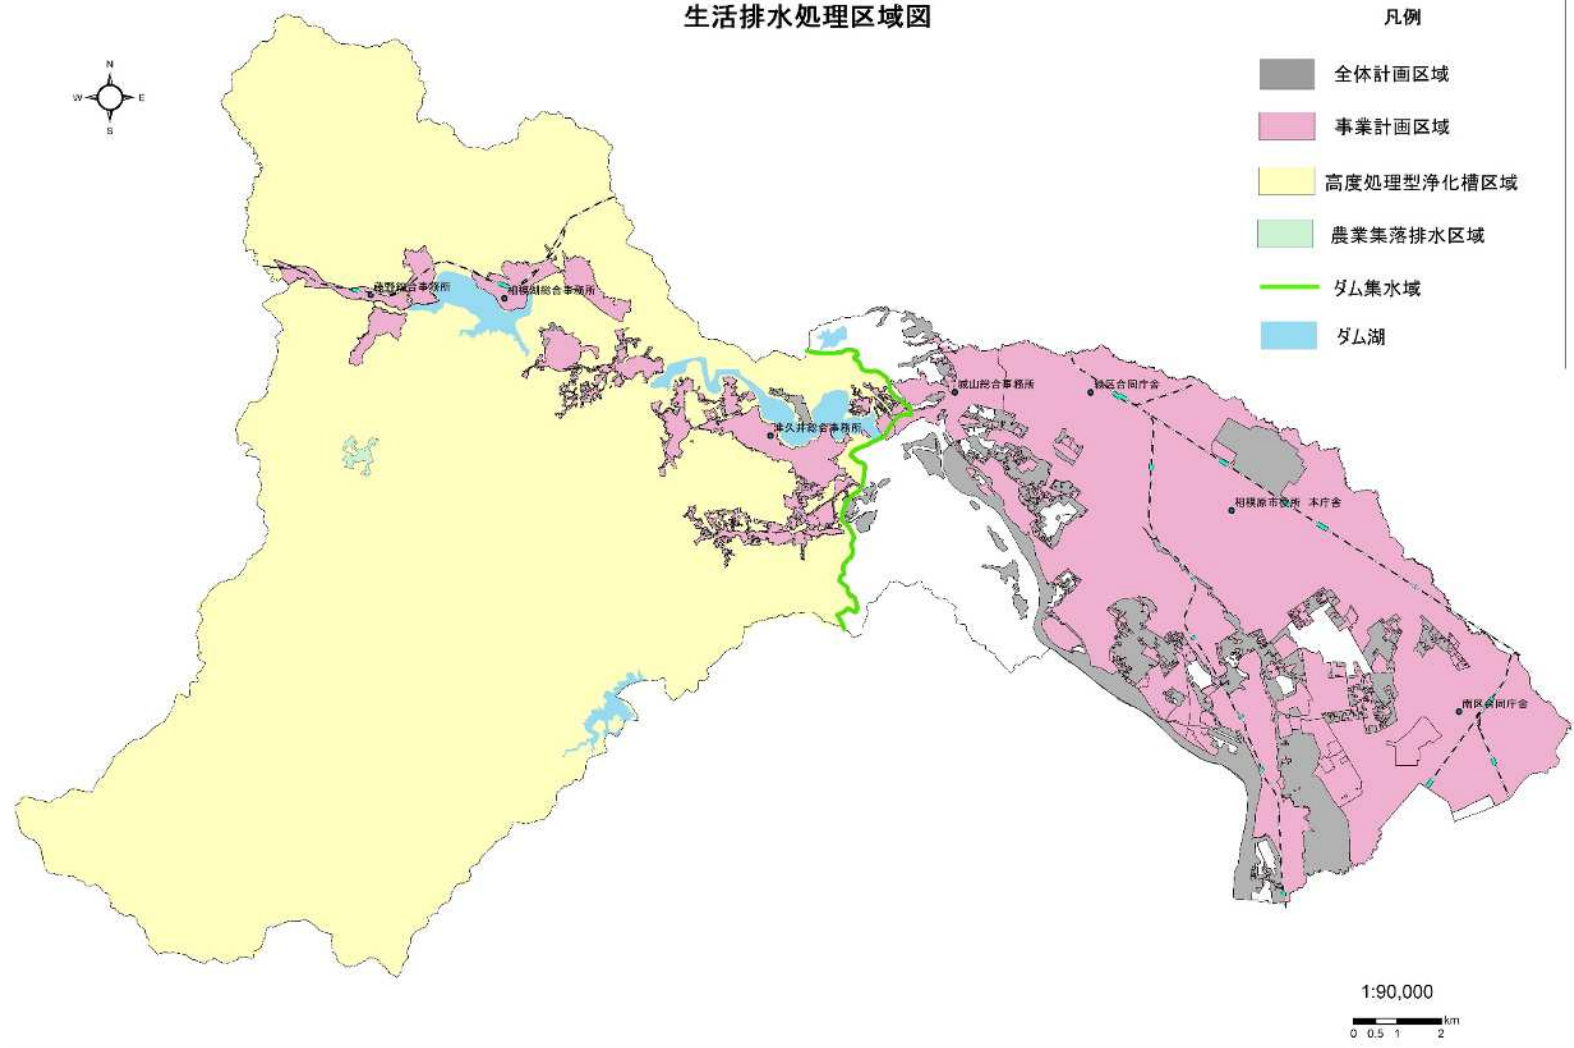 生活排水処理区域図
凡例
全体計画区域
事業計画区域
高度処理型浄化槽区域
農業集落排水区域
ダム集水域
ダム湖
N
W
E
S
藤野総合事務所
相模湖総合事務所
城山総合事務所
緑区合同庁舎
津久井総合事務所
相模原市役所 本庁舎
南区合同庁舎
1:90,000
km
0 0.5 1 2